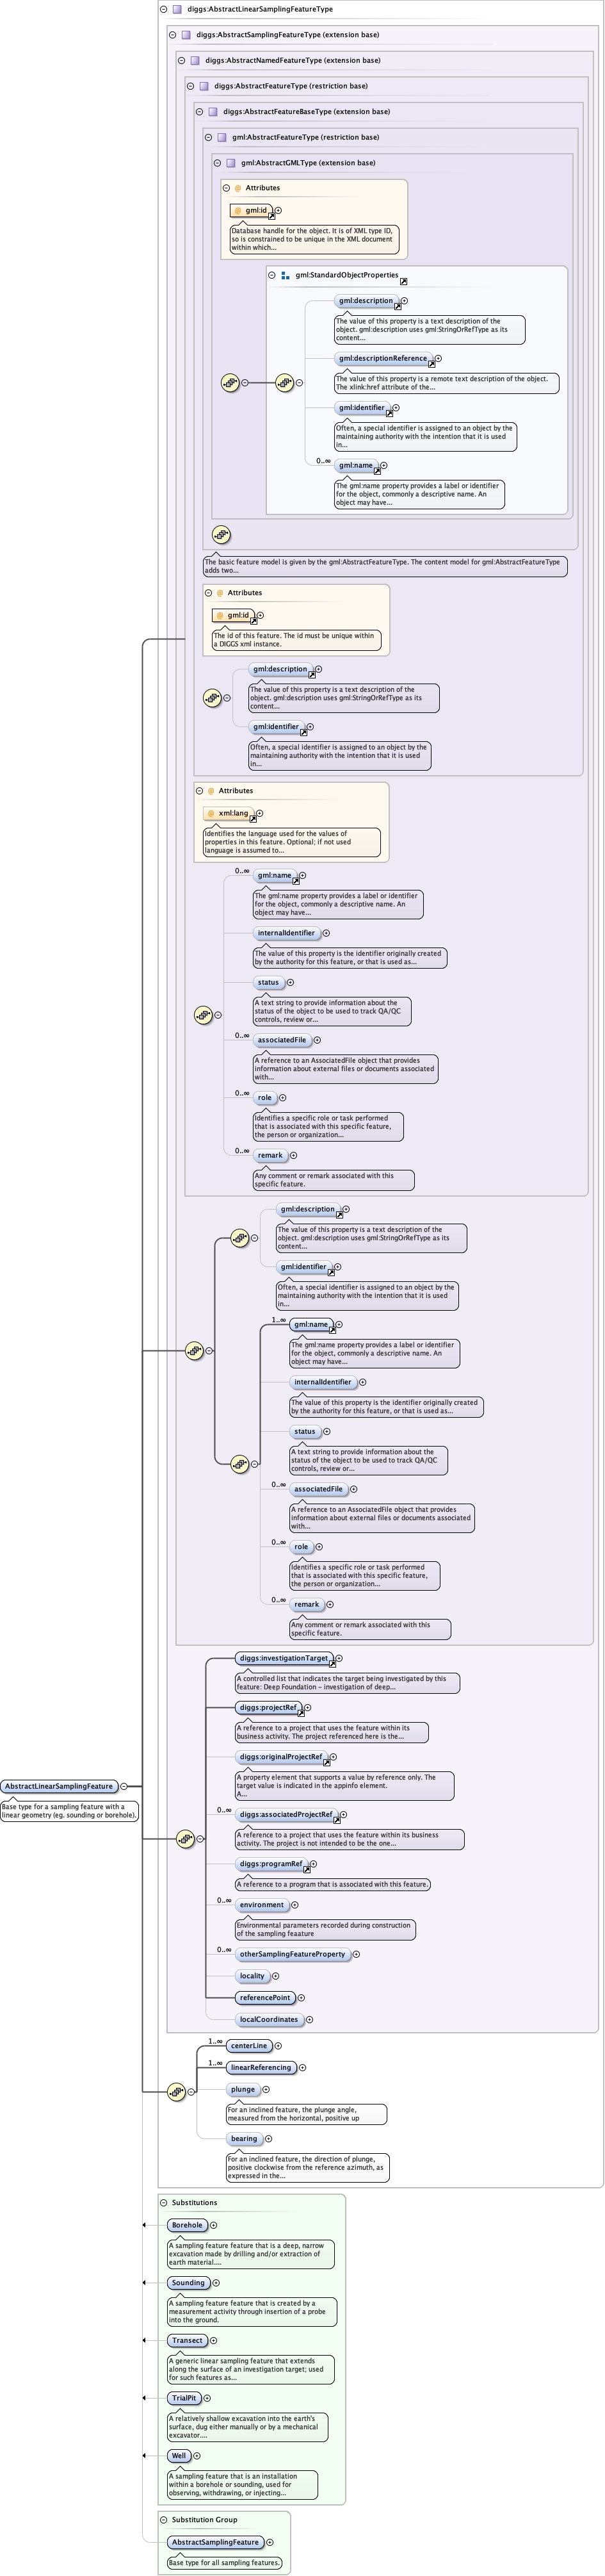 diggs:AbstractLinearSamplingFeatureType
diggs:AbstractSamplingFeatureType (extension base)
diggs:AbstractNamedFeatureType (extension base)
diggs:AbstractFeatureType (restriction base)
diggs:AbstractFeatureBaseType (extension base)
gml:AbstractFeatureType (restriction base)
gml:AbstractGMLType (extension base)
@ Attributes
@ gml:id
Database handle for the object. It is of XML type ID,
so is constrained to be unique in the XML document
within which...
gml:StandardObjectProperties
gml:description
The value of this property is a text description of the
object. gml:description uses gml:StringOrRefType as its
content...
gml:descriptionReference
The value of this property is a remote text description of the object.
The xlink:href attribute of the...
gml:identifier
Often, a special identifier is assigned to an object by the
maintaining authority with the intention that it is used
in...
0..∞
gml:name
The gml:name property provides a label or identifier
for the object, commonly a descriptive name. An
object may have...
The basic feature model is given by the gml:AbstractFeatureType. The content model for gml:AbstractFeatureType
adds two...
@ Attributes
@ gml:id
The id of this feature. The id must be unique within
a DIGGS xml instance.
gml:description
The value of this property is a text description of the
object. gml:description uses gml:StringOrRefType as its
content...
gml:identifier
Often, a special identifier is assigned to an object by the
maintaining authority with the intention that it is used
in...
@ Attributes
@ xml:lang
Identifies the language used for the values of
properties in this feature. Optional; if not used
language is assumed to...
0..∞
gml:name
The gml:name property provides a label or identifier
for the object, commonly a descriptive name. An
object may have...
internalIdentifier
The value of this property is the identifier originally created
by the authority for this feature, or that is used as...
status
A text string to provide information about the
status of the object to be used to track QA/QC
controls, review or...
0..∞
associatedFile
A reference to an AssociatedFile object that provides
information about external files or documents associated
with...
0..∞
role
Identifies a specific role or task performed
that is associated with this specific feature,
the person or organization...
0..∞
remark
Any comment or remark associated with this
specific feature.
gml:description
The value of this property is a text description of the
object. gml:description uses gml:StringOrRefType as its
content...
gml:identifier
Often, a special identifier is assigned to an object by the
maintaining authority with the intention that it is used
in...
1..∞
gml:name
The gml:name property provides a label or identifier
for the object, commonly a descriptive name. An
object may have...
internalIdentifier
The value of this property is the identifier originally created
by the authority for this feature, or that is used as...
status
A text string to provide information about the
status of the object to be used to track QA/QC
controls, review or...
0..∞
associatedFile
A reference to an AssociatedFile object that provides
information about external files or documents associated
with...
0..∞
role
Identifies a specific role or task performed
that is associated with this specific feature,
the person or organization...
0..∞
remark
Any comment or remark associated with this
specific feature.
diggs:investigationTarget
A controlled list that indicates the target being investigated by this
feature: Deep Foundation - investigation of deep...
diggs:projectRef
A reference to a project that uses the feature within its
business activity. The project referenced here is the...
diggs:originalProjectRef
A property element that supports a value by reference only. The
target value is indicated in the appinfo element.
A...
0..∞
diggs:associatedProjectRef
A reference to a project that uses the feature within its business
activity. The project is not intended to be the one...
diggs:programRef
A reference to a program that is associated with this feature.
0..∞
environment
Environmental parameters recorded during construction
of the sampling feaature
0..∞
otherSamplingFeatureProperty
locality
referencePoint
localCoordinates
AbstractLinearSamplingFeature
Base type for a sampling feature with a
linear geometry (eg. sounding or borehole).
1..∞
centerLine
1..∞
linearReferencing
plunge
For an inclined feature, the plunge angle,
measured from the horizontal, positive up
bearing
For an inclined feature, the direction of plunge,
positive clockwise from the reference azimuth, as
expressed in the...
Substitutions
Borehole
A sampling feature feature that is a deep, narrow
excavation made by drilling and/or extraction of
earth material....
Sounding
A sampling feature feature that is created by a
measurement activity through insertion of a probe
into the ground.
Transect
A generic linear sampling feature that extends
along the surface of an investigation target; used
for such features as...
TrialPit
A relatively shallow excavation into the earth's
surface, dug either manually or by a mechanical
excavator....
Well
A sampling feature that is an installation
within a borehole or sounding, used for
observing, withdrawing, or injecting...
Substitution Group
AbstractSamplingFeature
Base type for all sampling features.